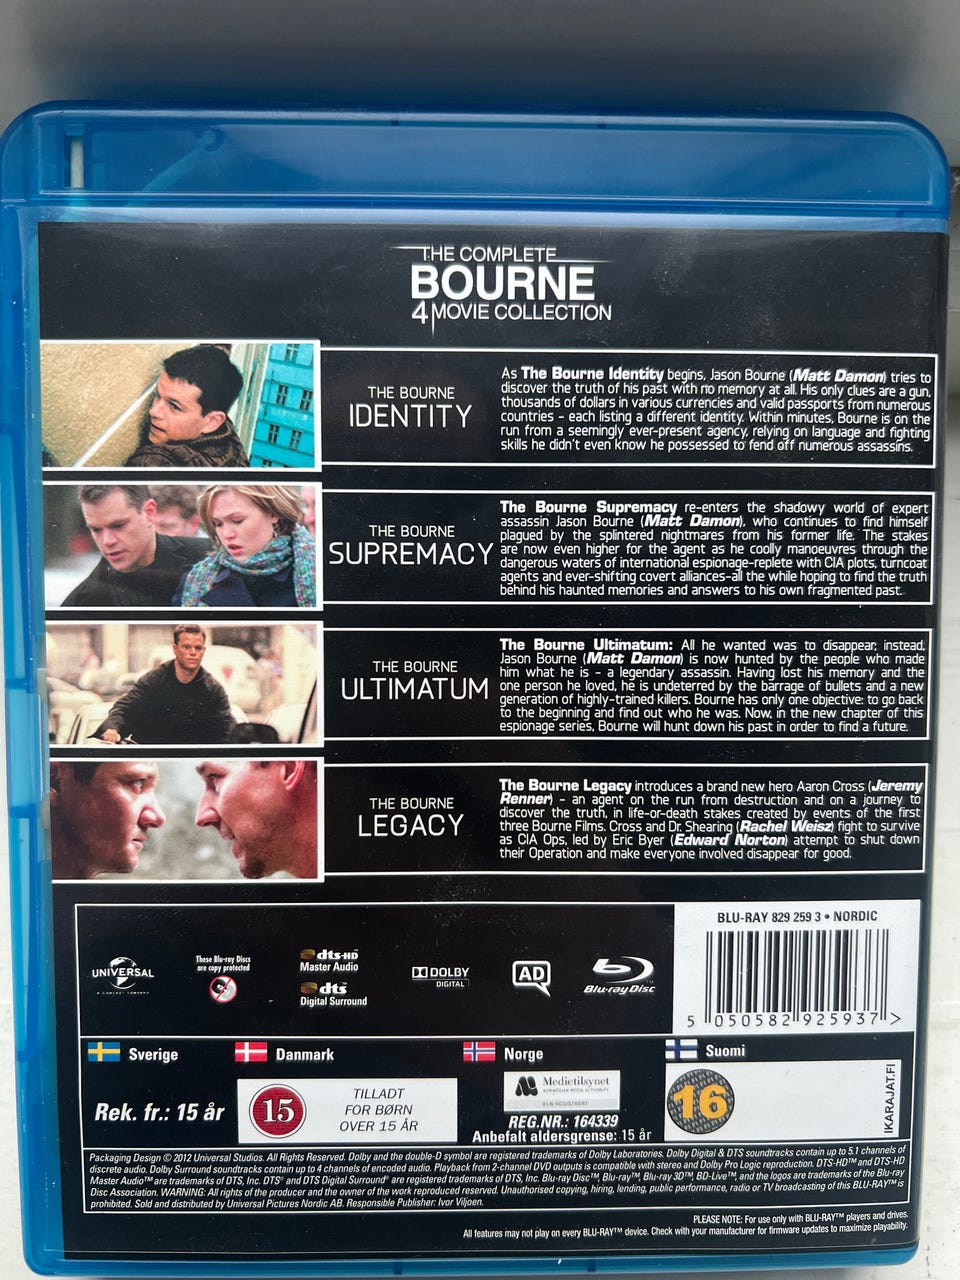 THE COMPLETE
BOURNE
4 MOVIE COLLECTION
THE BOURNE
IDENTITY
As The Bourne Identity begins, Jason Bourne (Matt Damon) tries to
discover the truth of his past with no memory at all. His only clues are a gun,
thousands of dollars in various currencies and valid passports from numerous
countries - each listing a different identity. Within minutes, Bourne is on the
run from a seemingly ever-present agency, relying on language and fighting
skills he didn't even know he possessed to fend off numerous assassins.
THE BOURNE
SUPREMACY
The Bourne Supremacy re-enters the shadowy world of expert
assassin Jason Bourne (Matt Damon), who continues to find himself
plagued by the splintered nightmares from his former life. The stakes
are now even higher for the agent as he coolly manoeuvres through the
dangerous waters of international espionage-replete with CIA plots, turncoat
agents and ever-shifting covert alliances-all the while hoping to find the truth
behind his haunted memories and answers to his own fragmented past.
THE BOURNE
ULTIMATUM
The Bourne Ultimatum: All he wanted was to disappear, instead,
Jason Bourne (Matt Damon) is now hunted by the people who made
him what he is - a legendary assassin. Having lost his memory and the
one person he loved, he is undeterred by the barrage of bullets and a new
generation of highly-trained killers. Bourne has only one objective: to go back
to the beginning and find out who he was. Now, in the new chapter of this
espionage series, Bourne will hunt down his past in order to find a future.
THE BOURNE
LEGACY
The Bourne Legacy introduces a brand new hero Aaron Cross (Jeremy
Renner) - an agent on the run from destruction and on a journey to
discover the truth, in life-or-death stakes created by events of the first
three Bourne Films. Cross and Dr. Shearing (Rachel Weisz) fight to survive
as CIA Ops, led by Eric Byer (Edward Norton) attempt to shut down
their Operation and make everyone involved disappear for good.
UNIVERSAL
A COMCAST COMPANY
These Blu-ray Discs
are copy protected
dts-HD
Master Audio
dts
Digital Surround
DOLBY
DIGITAL
AD
Blu-ray Disc
BLU-RAY 829 259 3 • NORDIC
5 050582 925937 >
Sverige
Rek. fr.: 15 år
Danmark
15
TILLADT
FOR BØRN
OVER 15 ÅR
Norge
Medietilsynet
NORWEGIAN MEDIA AUTHORITY
ELN REGISTRERT
REG.NR.: 164339
Anbefalt aldersgrense: 15 år
Suomi
16
IKARAJAT.FI
Packaging Design © 2012 Universal Studios. All Rights Reserved. Dolby and the double-D symbol are registered trademarks of Dolby Laboratories. Dolby Digital & DTS soundtracks contain up to 5.1 channels of
discrete audio. Dolby Surround soundtracks contain up to 4 channels of encoded audio. Playback from 2-channel DVD outputs is compatible with stereo and Dolby Pro Logic reproduction. DTS-HD™ and DTS-HD
Master Audio™ are trademarks of DTS, Inc. DTS® and DTS Digital Surround® are registered trademarks of DTS, Inc. Blu-ray Disc™, Blu-ray™, Blu-ray 3D™, BD-Live™, and the logos are trademarks of the Blu-ray
Disc Association. WARNING: All rights of the producer and the owner of the work reproduced reserved. Unauthorised copying, hiring, lending, public performance, radio or TV broadcasting of this BLU-RAY™ is
prohibited. Sold and distributed by Universal Pictures Nordic AB. Responsible Publisher: Ivor Viljoen.
PLEASE NOTE: For use only with BLU-RAY™ players and drives.
All features may not play on every BLU-RAY™ device. Check with your manufacturer for firmware updates to maximize playability.